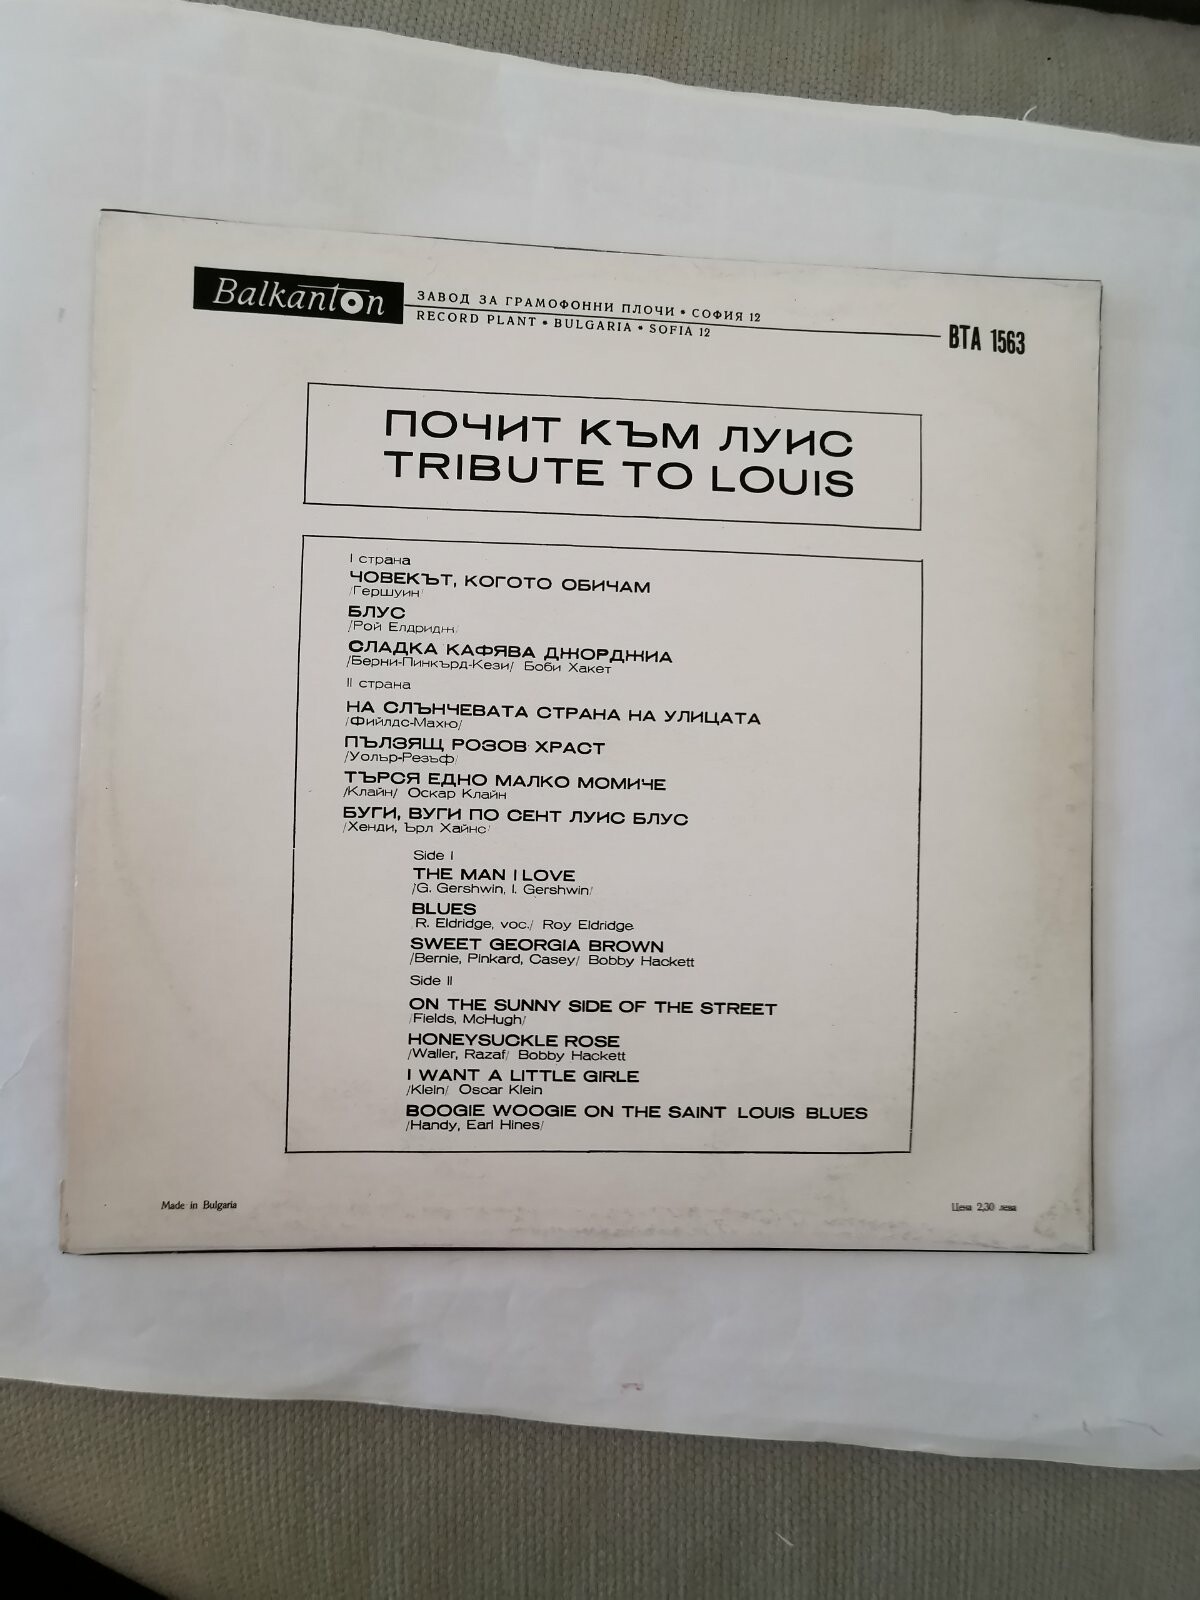 Balkanton
ЗАВОД ЗА ГРАМОФОННИ ПЛОЧИ • СОФИЯ 12
RECORD PLANT • BULGARIA • SOFIA 12
ВТА 1563
ПОЧИТ КЪМ ЛУИС
TRIBUTE TO LOUIS
I страна
ЧОВЕКЪТ, КОГОТО ОБИЧАМ
/Гершуин/
БЛУС
/Рой Елдридж/
СЛАДКА КАФЯВА ДЖОРДЖИА
/Берни-Пинкърд-Кези/ Боби Хакет
II страна
НА СЛЪНЧЕВАТА СТРАНА НА УЛИЦАТА
/Фийлдс-Махю/
ПЪЛЗЯЩ РОЗОВ ХРАСТ
/Уолър-Резъф/
ТЪРСЯ ЕДНО МАЛКО МОМИЧЕ
/Клайн/ Оскар Клайн
БУГИ, ВУГИ ПО СЕНТ ЛУИС БЛУС
/Хенди, Ърл Хайнс/
Side I
THE MAN I LOVE
/G. Gershwin, I. Gershwin/
BLUES
R. Eldridge, voc./ Roy Eldridge
SWEET GEORGIA BROWN
/Bernie, Pinkard, Casey/ Bobby Hackett
Side II
ON THE SUNNY SIDE OF THE STREET
/Fields, McHugh/
HONEYSUCKLE ROSE
/Waller, Razaf/ Bobby Hackett
I WANT A LITTLE GIRLE
/Klein/ Oscar Klein
BOOGIE WOOGIE ON THE SAINT LOUIS BLUES
/Handy, Earl Hines/
Made in Bulgaria
Цена 2,30 лева